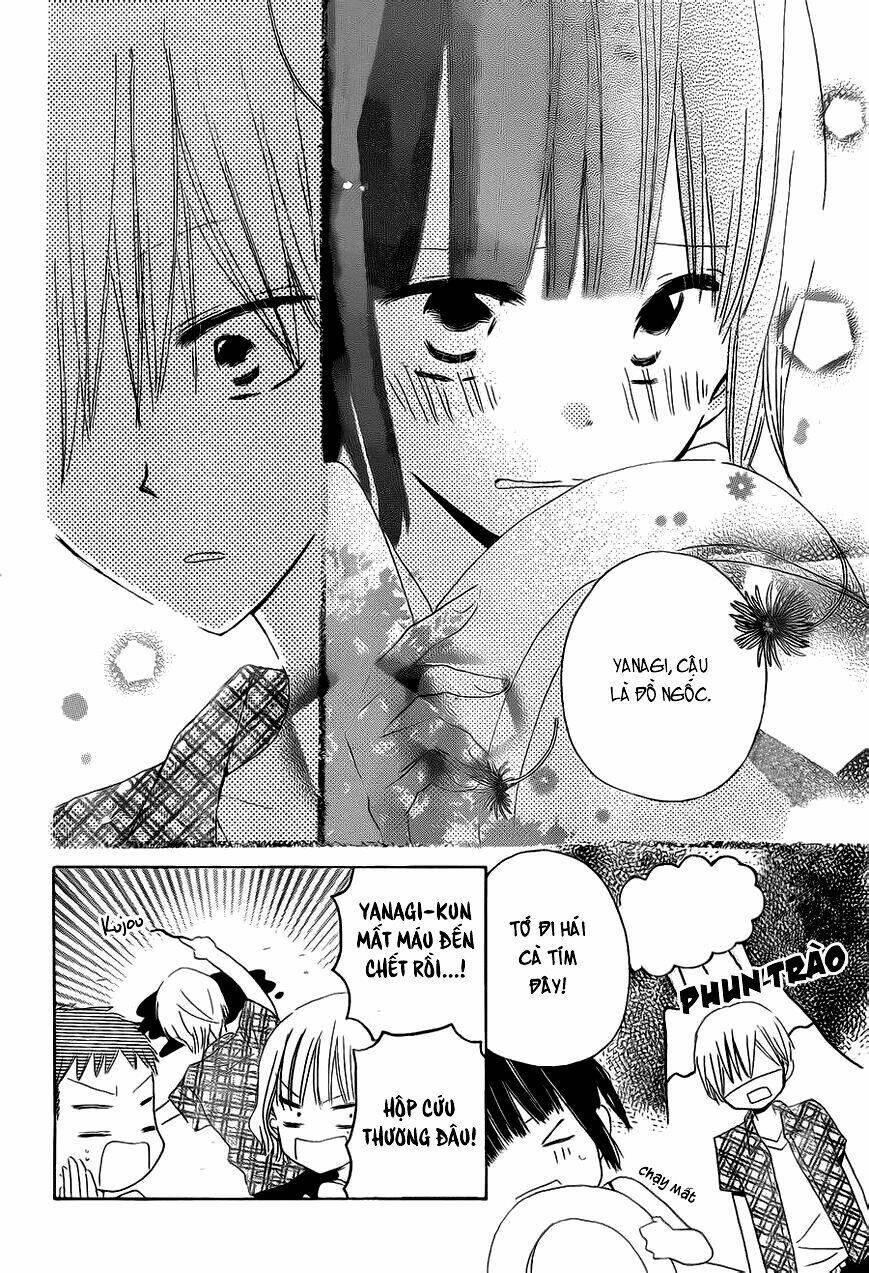 YANAGI, CẬU
LÀ ĐỒ NGỐC.
TỚ ĐI HÁI
CÀ TÍM
ĐÂY!
PHUN TRÀO
chạy mất
YANAGI-KUN
MẤT MÁU ĐẾN
CHẾT RỒI...!
HỘP CỨU
THƯƠNG ĐÂU!
Kujou